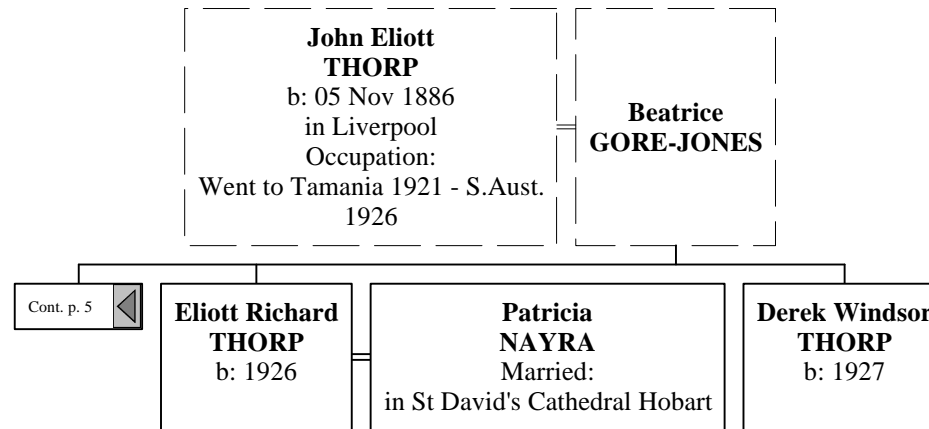 John Eliott
THORP
b: 05 Nov 1886
in Liverpool
Occupation:
Went to Tamania 1921 - S.Aust.
1926
Beatrice
GORE-JONES
Cont. p. 5
Eliott Richard
THORP
b: 1926
Patricia
NAYRA
Married:
in St David's Cathedral Hobart
Derek Windsor
THORP
b: 1927